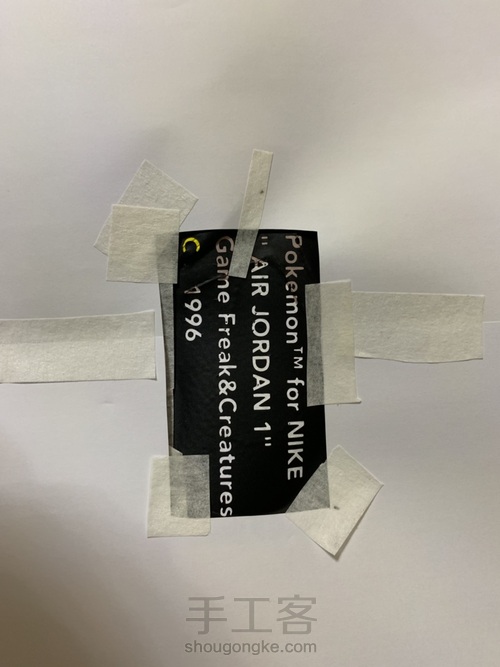 Pokemon™ for NIKE
"AIR JORDAN 1"
Game Freak&Creatures
C 1996
手工客
shougongke.com